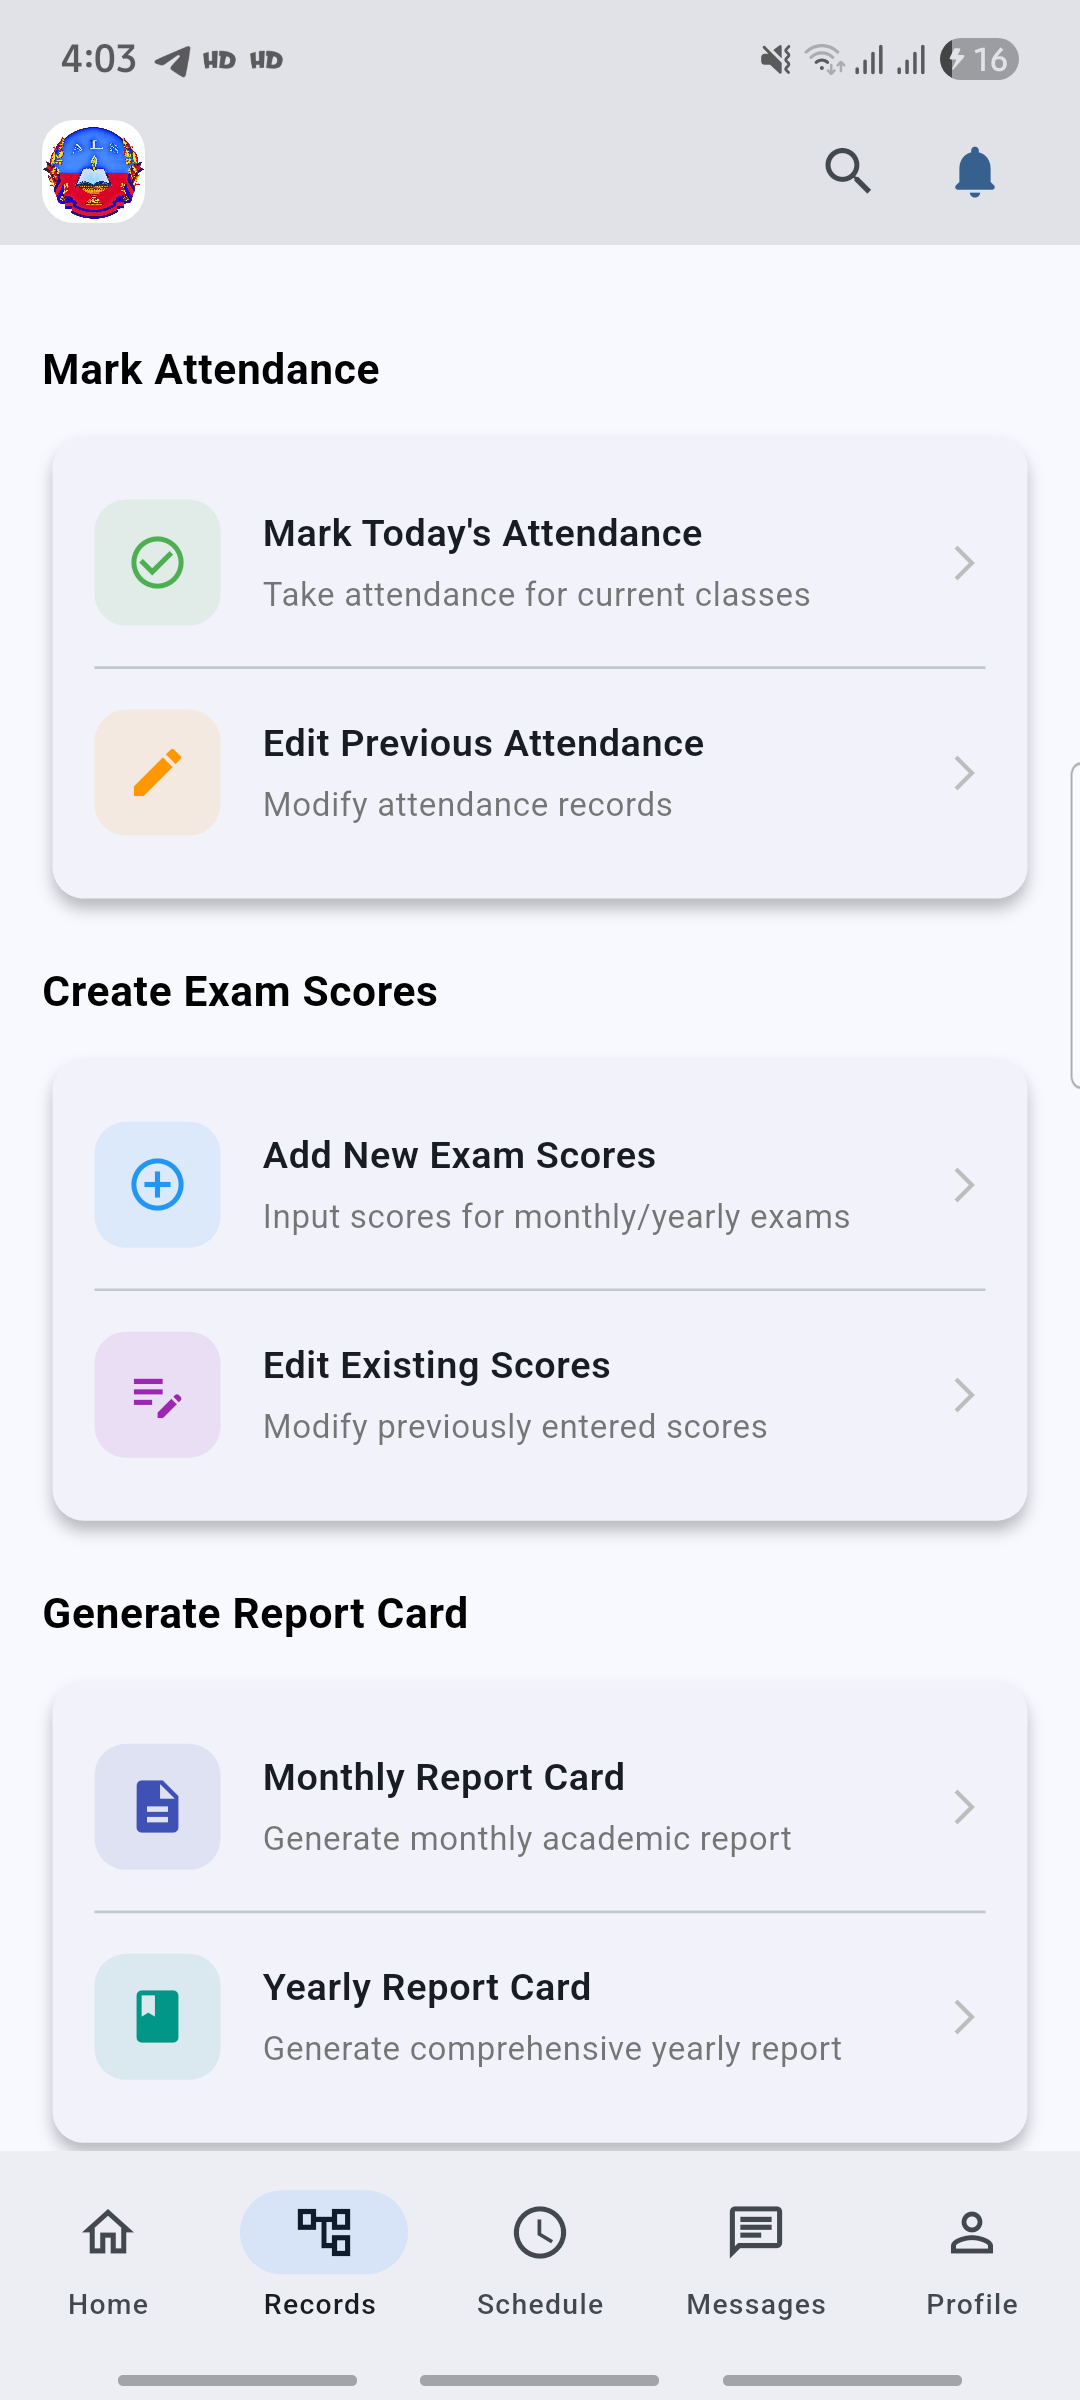 4:03 HD HD 16
A L S
Mark Attendance
Mark Today's Attendance
Take attendance for current classes
Edit Previous Attendance
Modify attendance records
Create Exam Scores
Add New Exam Scores
Input scores for monthly/yearly exams
Edit Existing Scores
Modify previously entered scores
Generate Report Card
Monthly Report Card
Generate monthly academic report
Yearly Report Card
Generate comprehensive yearly report
Home Records Schedule Messages Profile